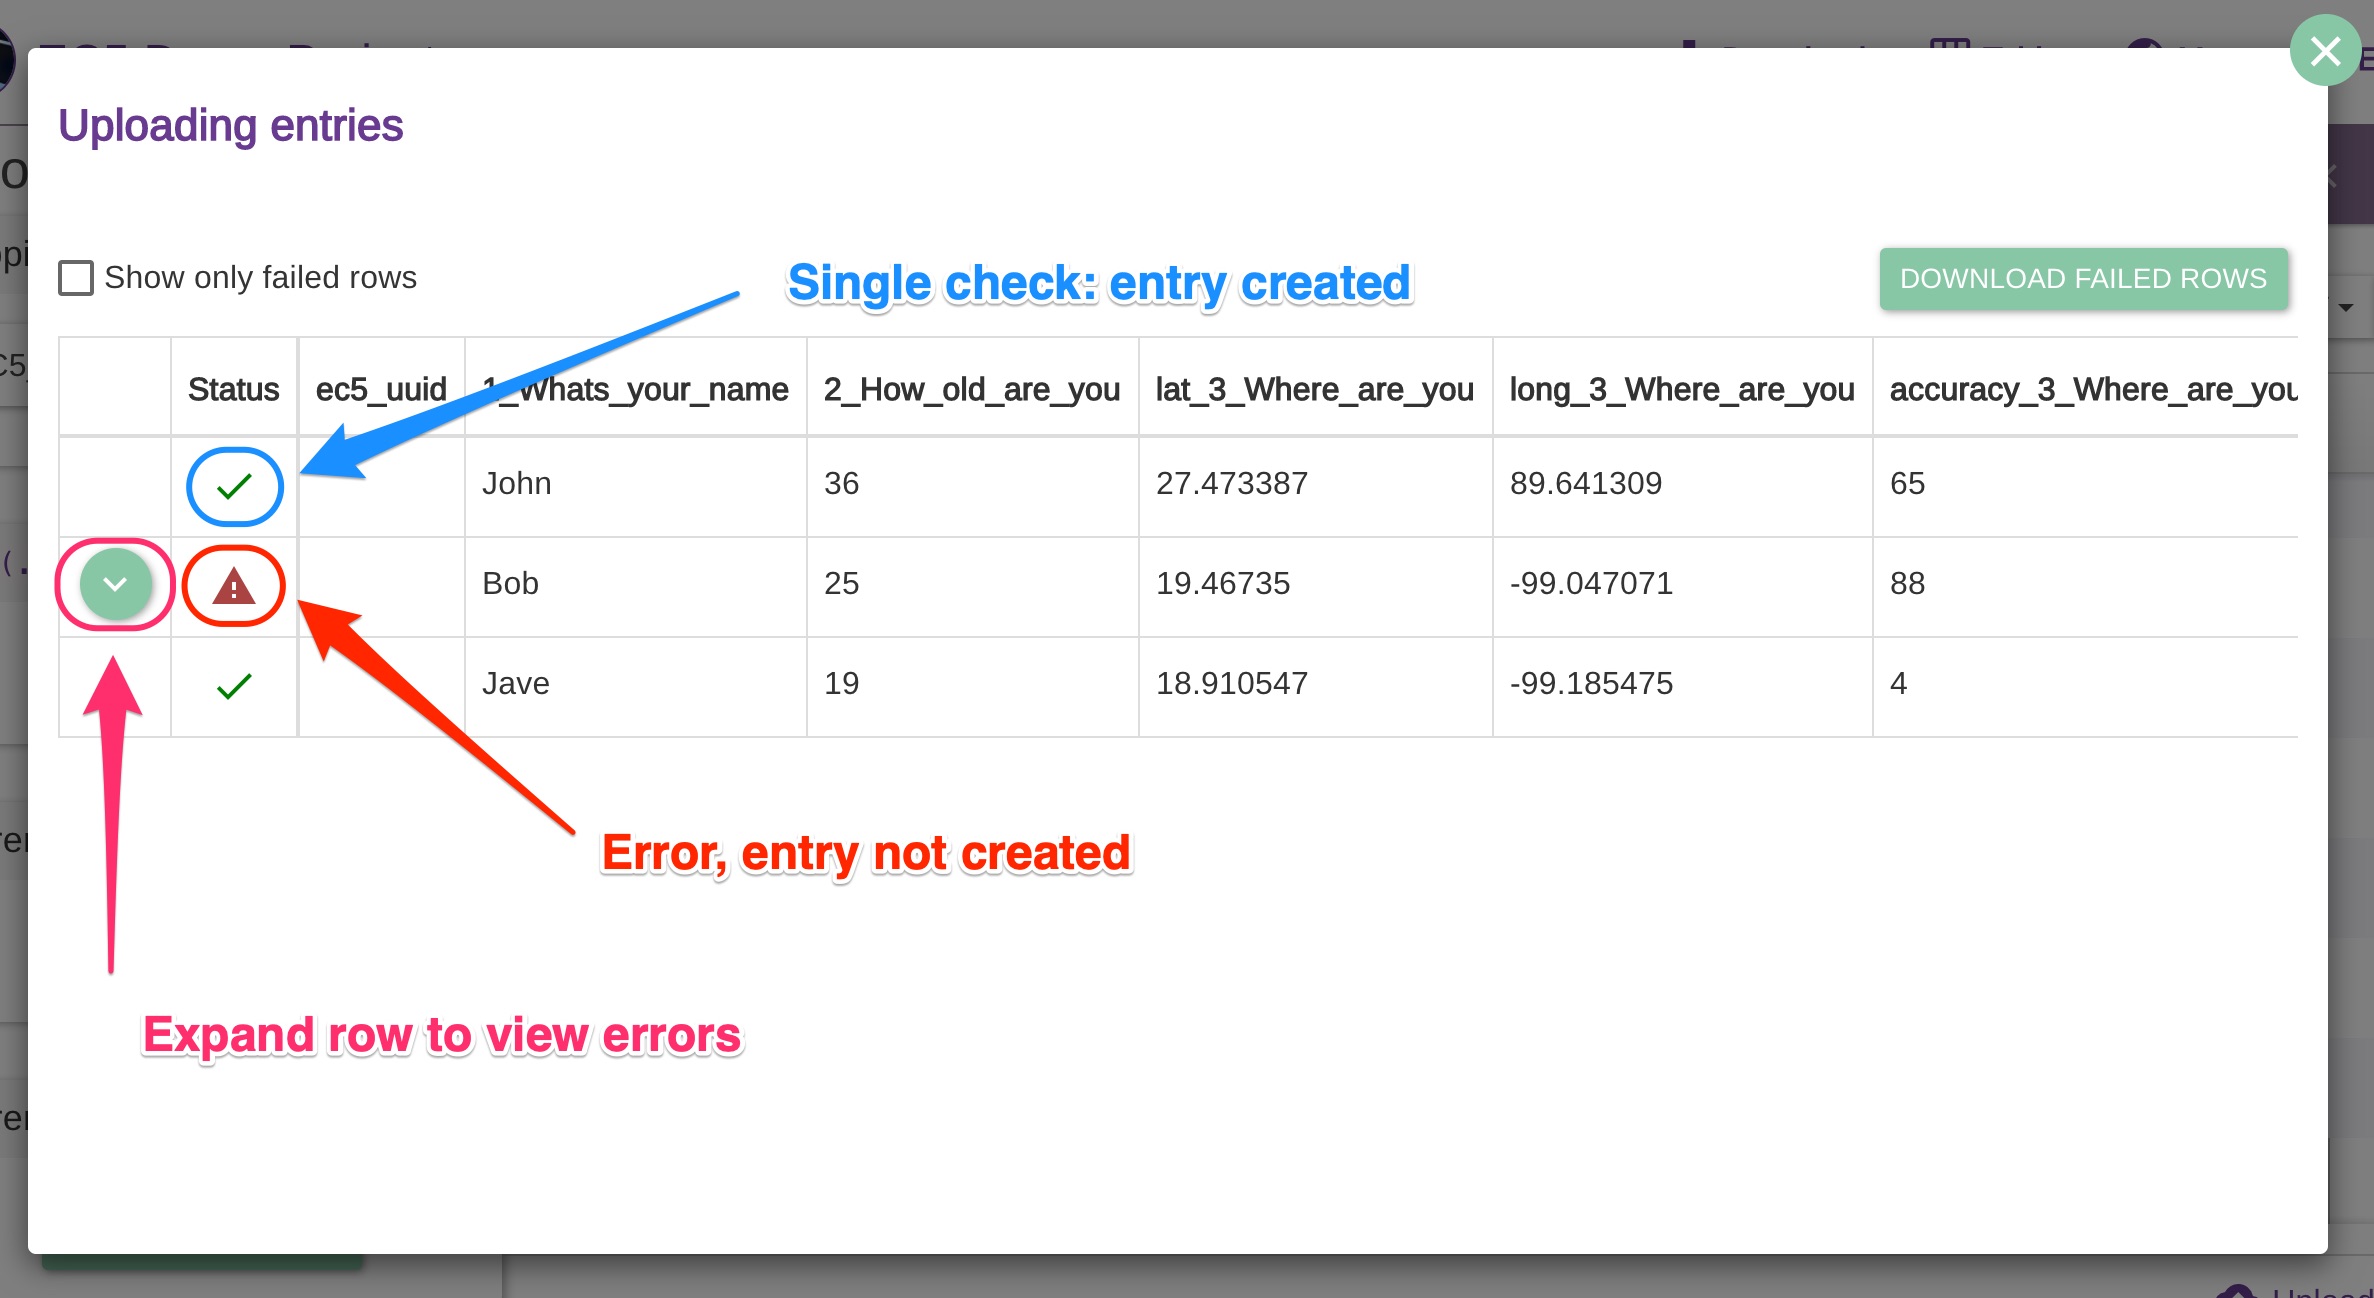 Uploading entries
Show only failed rows
Single check: entry created
DOWNLOAD FAILED ROWS
Status ec5_uuid 1_Whats_your_name 2_How_old_are_you lat_3_Where_are_you long_3_Where_are_you accuracy_3_Where_are_you
John 36 27.473387 89.641309 65
Bob 25 19.46735 -99.047071 88
Jave 19 18.910547 -99.185475 4
Error, entry not created
Expand row to view errors